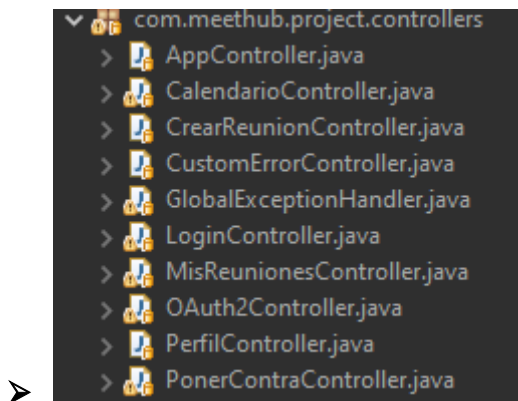 com.meethub.project.controllers
AppController.java
CalendarioController.java
CrearReunionController.java
CustomErrorController.java
GlobalExceptionHandler.java
LoginController.java
MisReunionesController.java
OAuth2Controller.java
PerfilController.java
PonerContraController.java